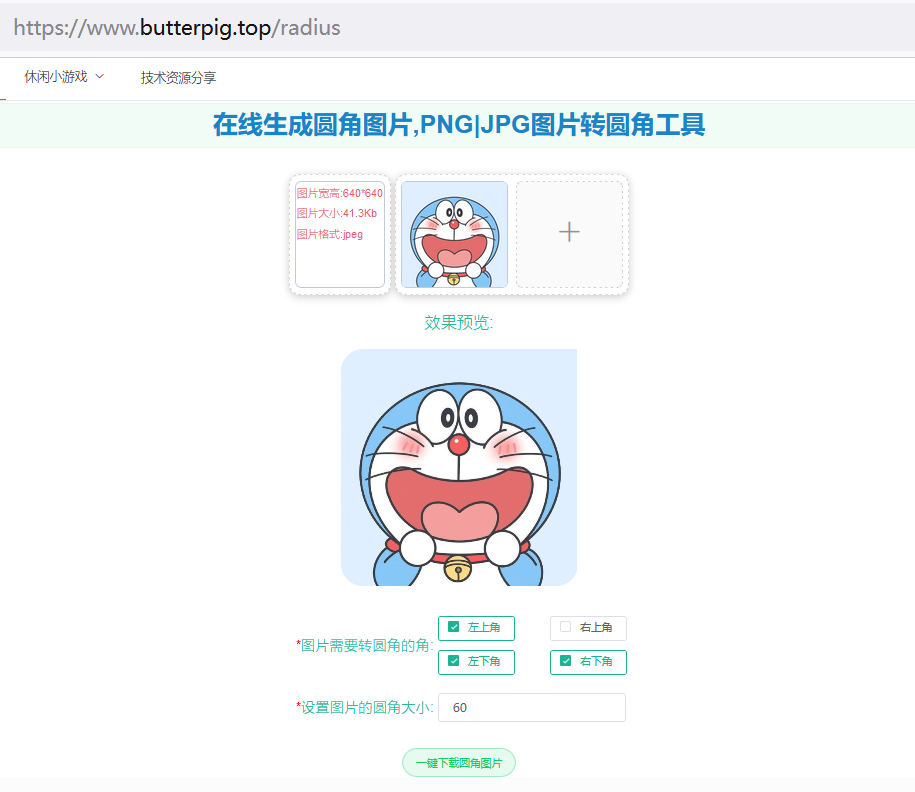 https://www.butterpig.top/radius
休闲小游戏 技术资源分享
在线生成圆角图片,PNG|JPG图片转圆角工具
图片宽高:640*640
图片大小:41.3Kb
图片格式:jpeg
效果预览:
*图片需要转圆角的角:
左上角 右上角
左下角 右下角
*设置图片的圆角大小: 60
一键下载圆角图片